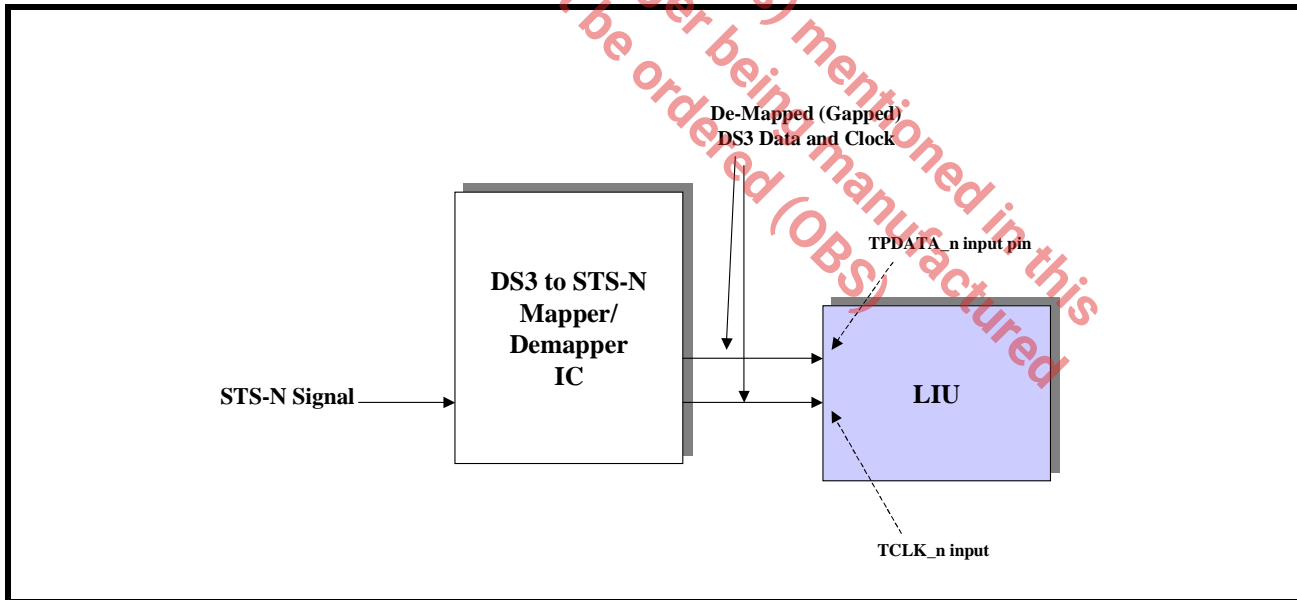 s) mentioned in this
er being manufactured
be ordered (OBS)
De-Mapped (Gapped)
DS3 Data and Clock
TPDATA_n input pin
DS3 to STS-N
Mapper/
Demapper
IC
STS-N Signal
LIU
TCLK_n input